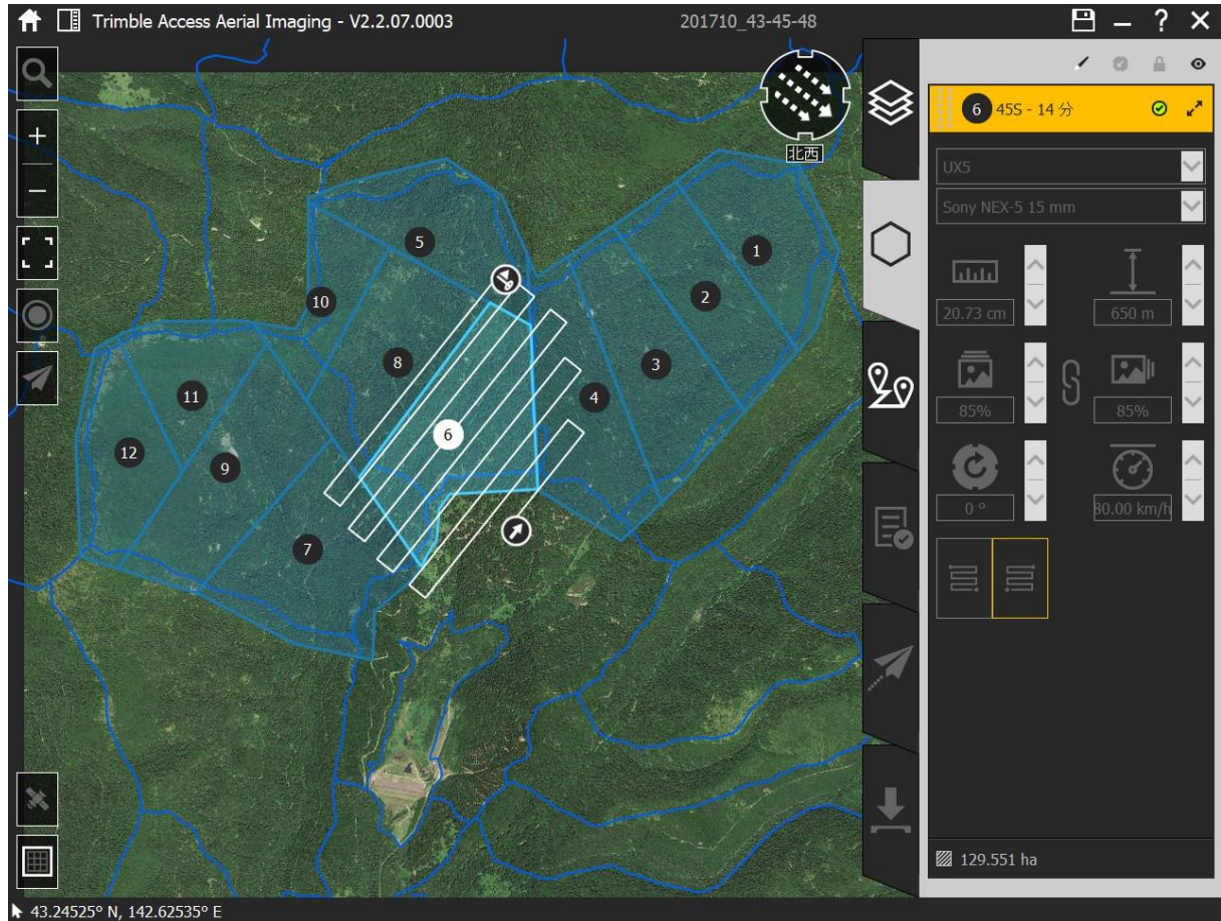 Trimble Access Aerial Imaging - V2.2.07.0003
201710_43-45-48
?
北西
6 45S - 14 分
UX5
Sony NEX-5 15 mm
20.73 cm
650 m
85%
85%
0 °
80.00 km/h
129.551 ha
1
2
3
4
5
6
7
8
9
10
11
12
43.24525° N, 142.62535° E